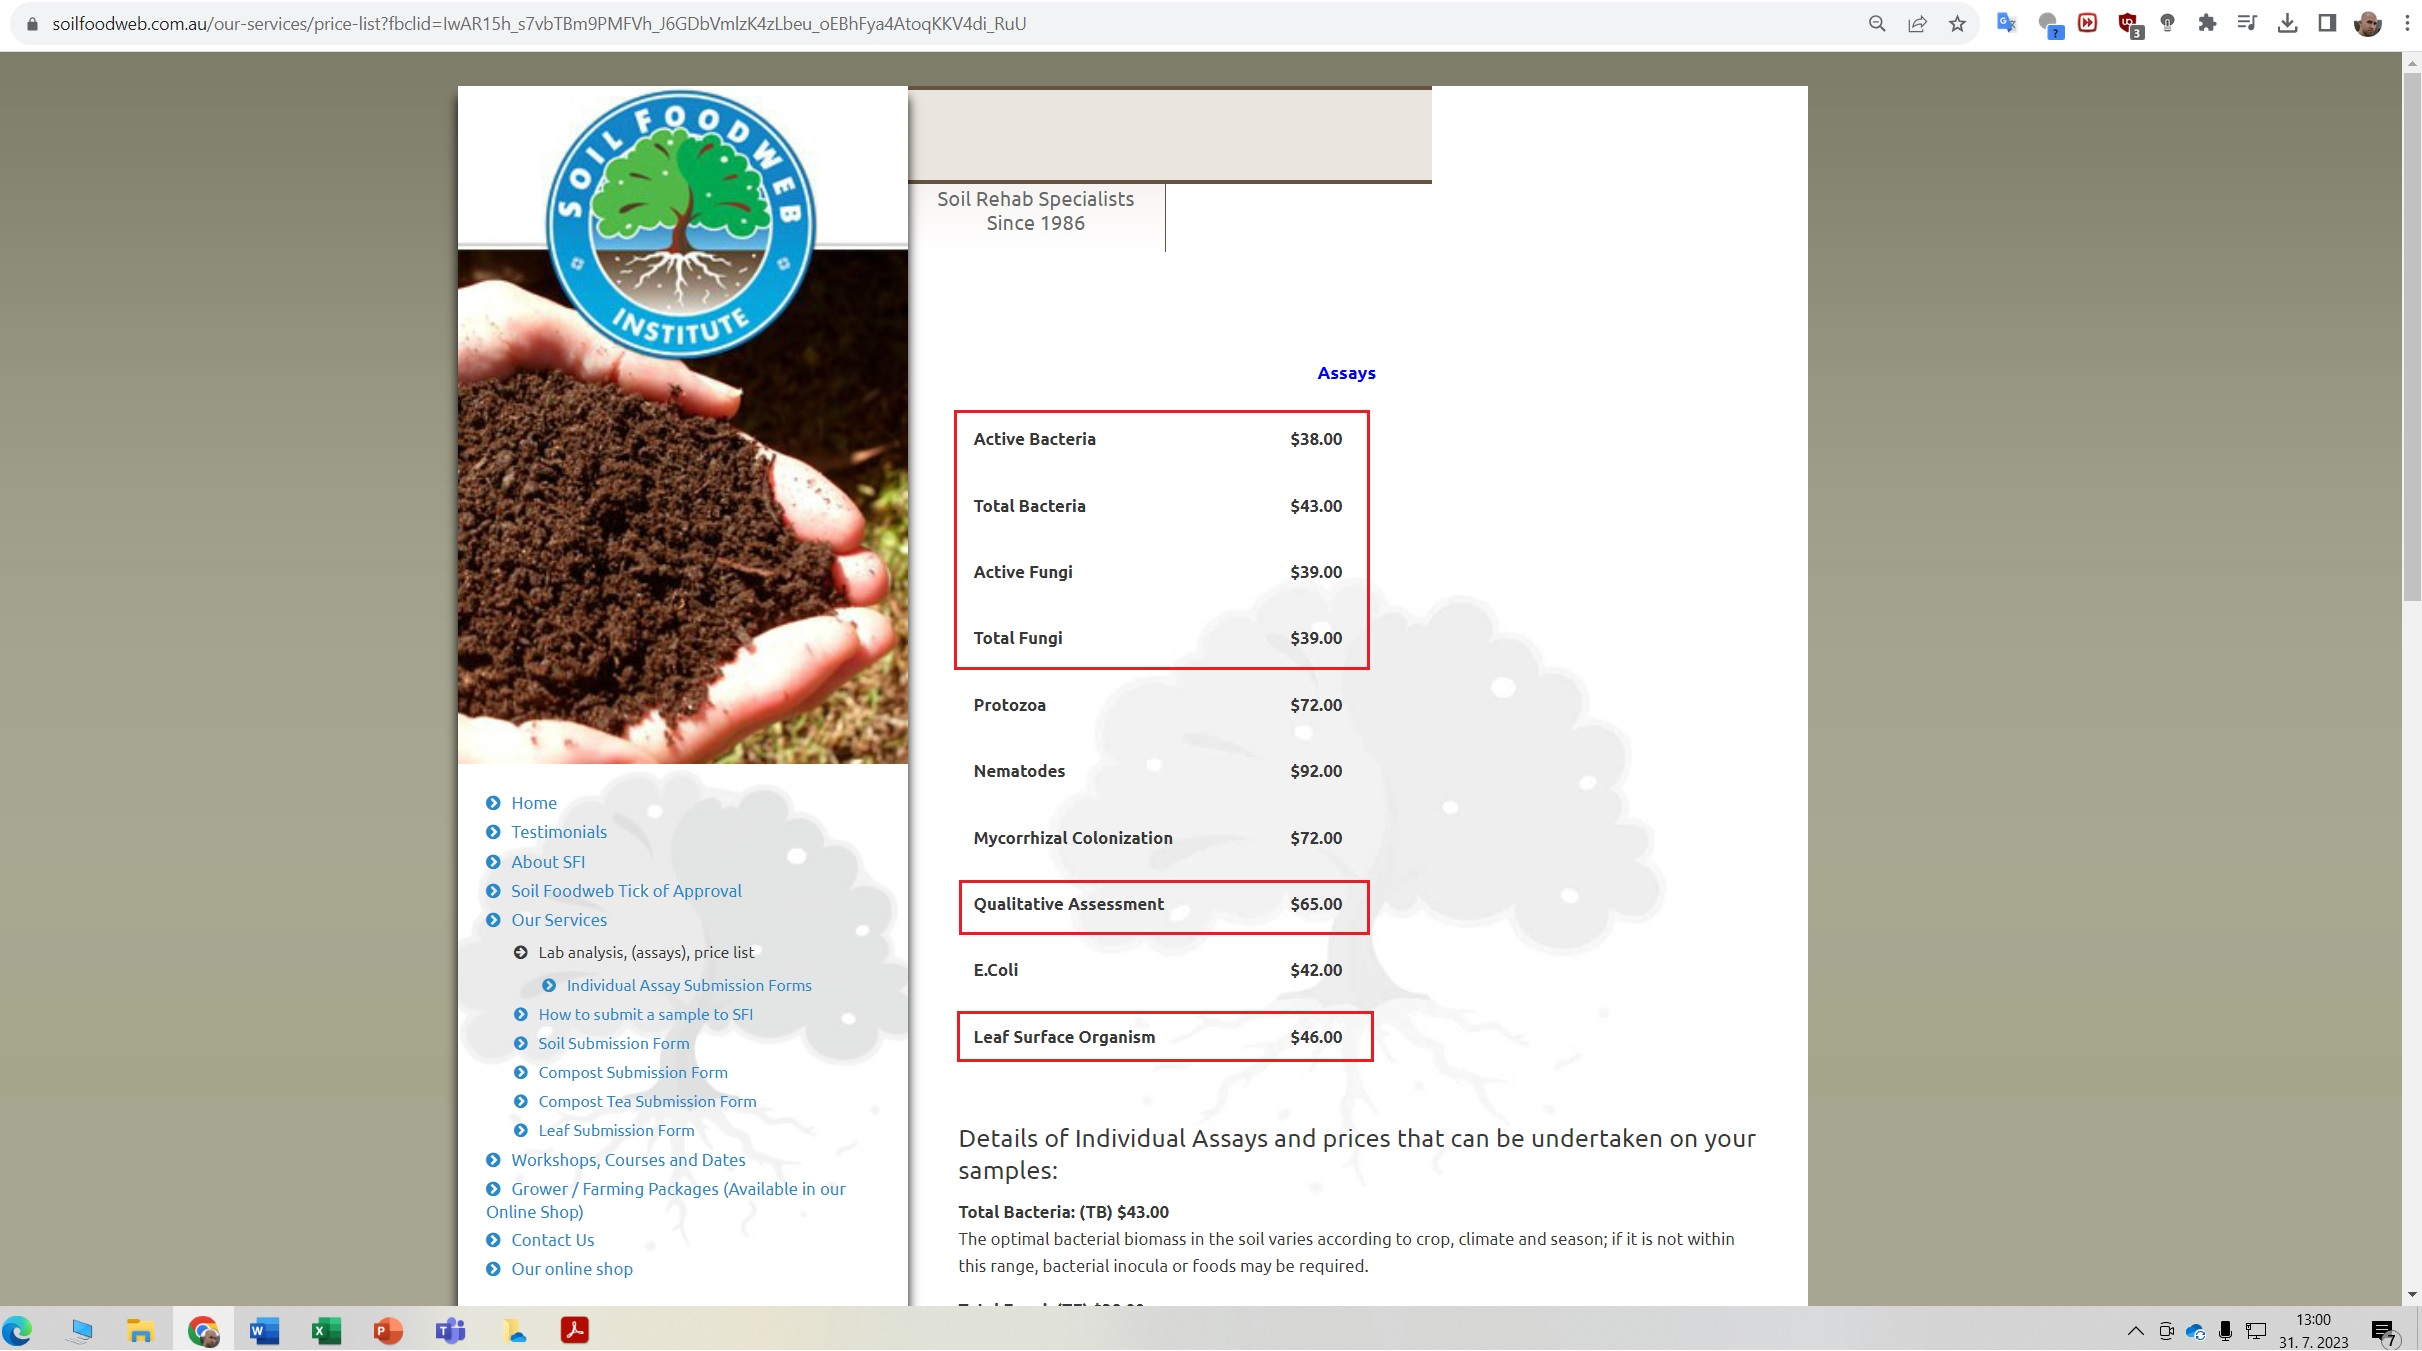 soilfoodweb.com.au/our-services/price-list?fbclid=IwAR15h_s7vbTBm9PMFVh_J6GDbVmlzK4zLbeu_oEBhFya4AtoqKKV4di_RuU
3
SOIL FOODWEB
INSTITUTE
Soil Rehab Specialists
Since 1986
Assays
Active Bacteria $38.00
Total Bacteria $43.00
Active Fungi $39.00
Total Fungi $39.00
Protozoa $72.00
Nematodes $92.00
Mycorrhizal Colonization $72.00
Qualitative Assessment $65.00
E.Coli $42.00
Leaf Surface Organism $46.00
Home
Testimonials
About SFI
Soil Foodweb Tick of Approval
Our Services
Lab analysis, (assays), price list
Individual Assay Submission Forms
How to submit a sample to SFI
Soil Submission Form
Compost Submission Form
Compost Tea Submission Form
Leaf Submission Form
Workshops, Courses and Dates
Grower / Farming Packages (Available in our
Online Shop)
Contact Us
Our online shop
Details of Individual Assays and prices that can be undertaken on your
samples:
Total Bacteria: (TB) $43.00
The optimal bacterial biomass in the soil varies according to crop, climate and season; if it is not within
this range, bacterial inocula or foods may be required.
13:00
31. 7. 2023
7